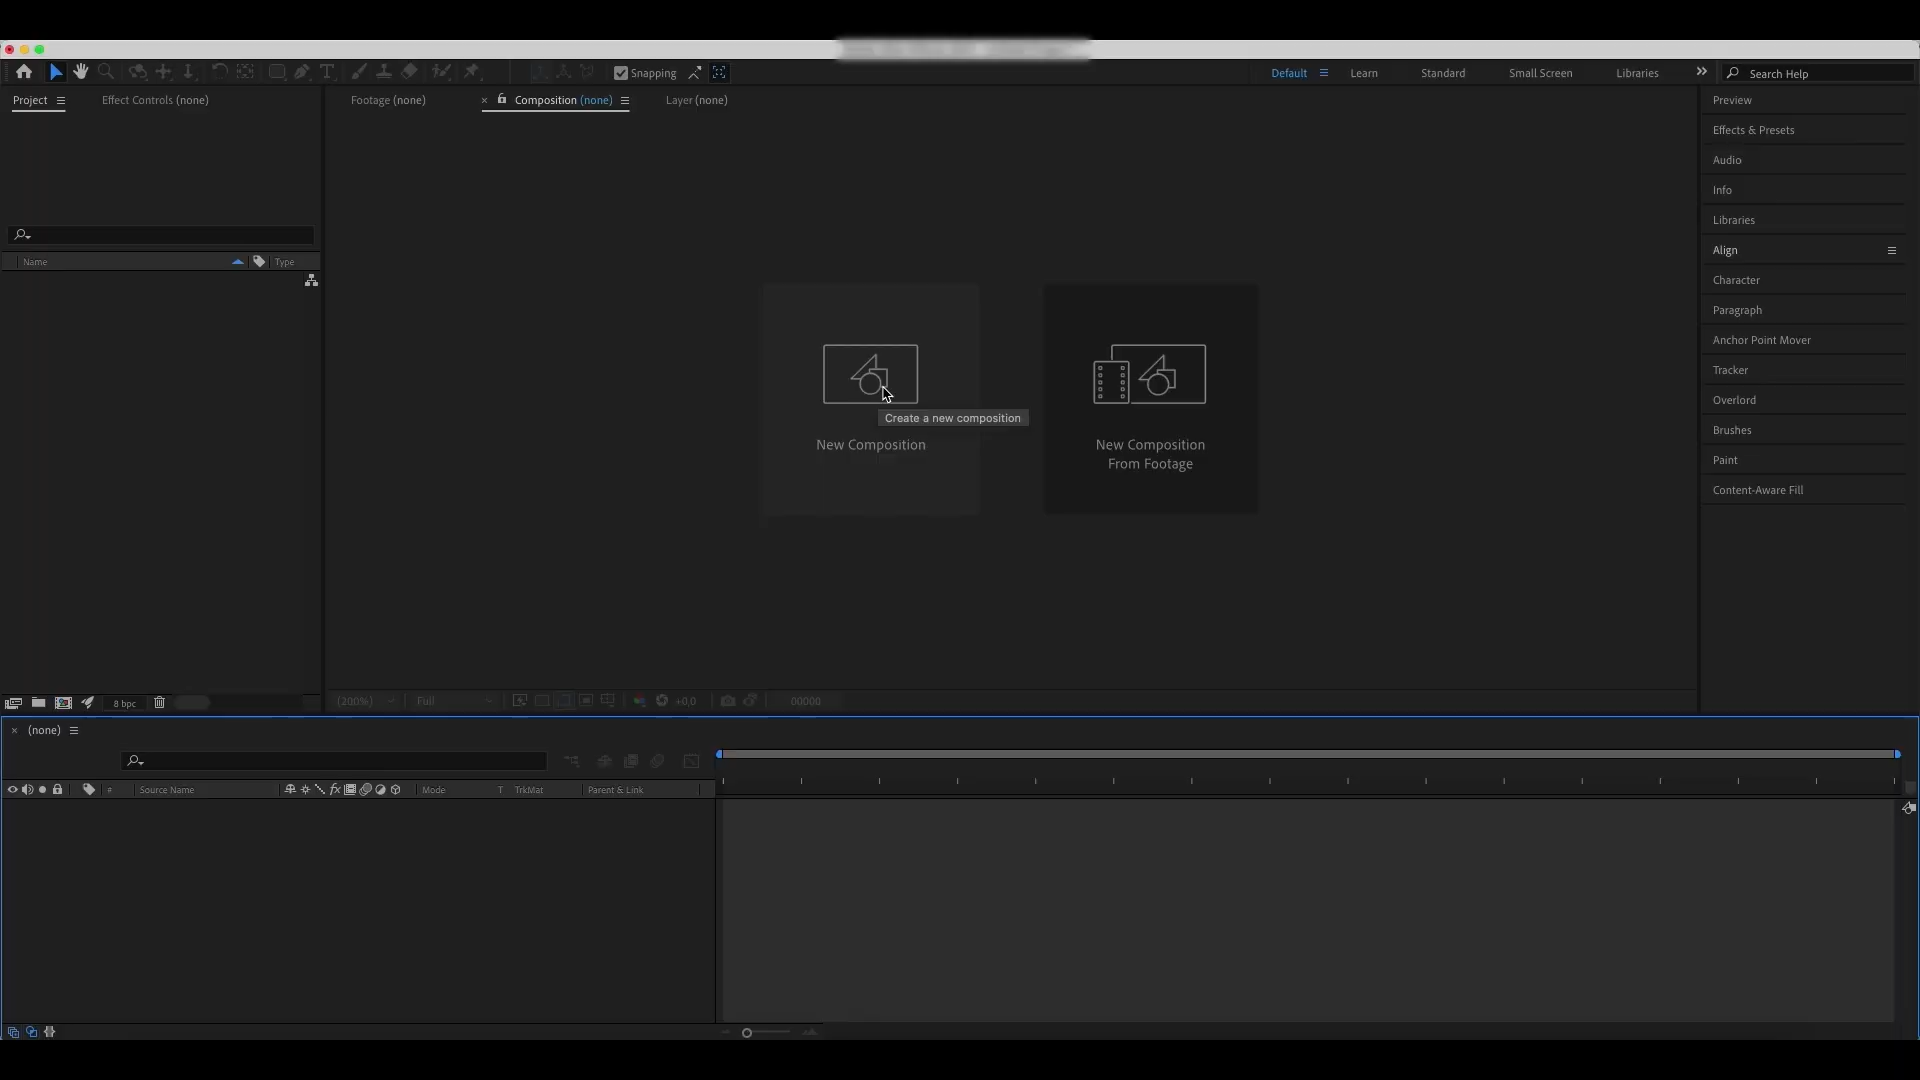 Snapping
Default
Learn
Standard
Small Screen
Libraries
Search Help
Project
Effect Controls (none)
Footage (none)
Composition (none)
Layer (none)
Preview
Effects & Presets
Audio
Info
Libraries
Align
Character
Paragraph
Anchor Point Mover
Tracker
Overlord
Brushes
Paint
Content-Aware Fill
Name
Type
Create a new composition
New Composition
New Composition
From Footage
8 bpc
(200%)
Full
+0,0
00000
(none)
#
Source Name
fx
Mode
T
TrkMat
Parent & Link